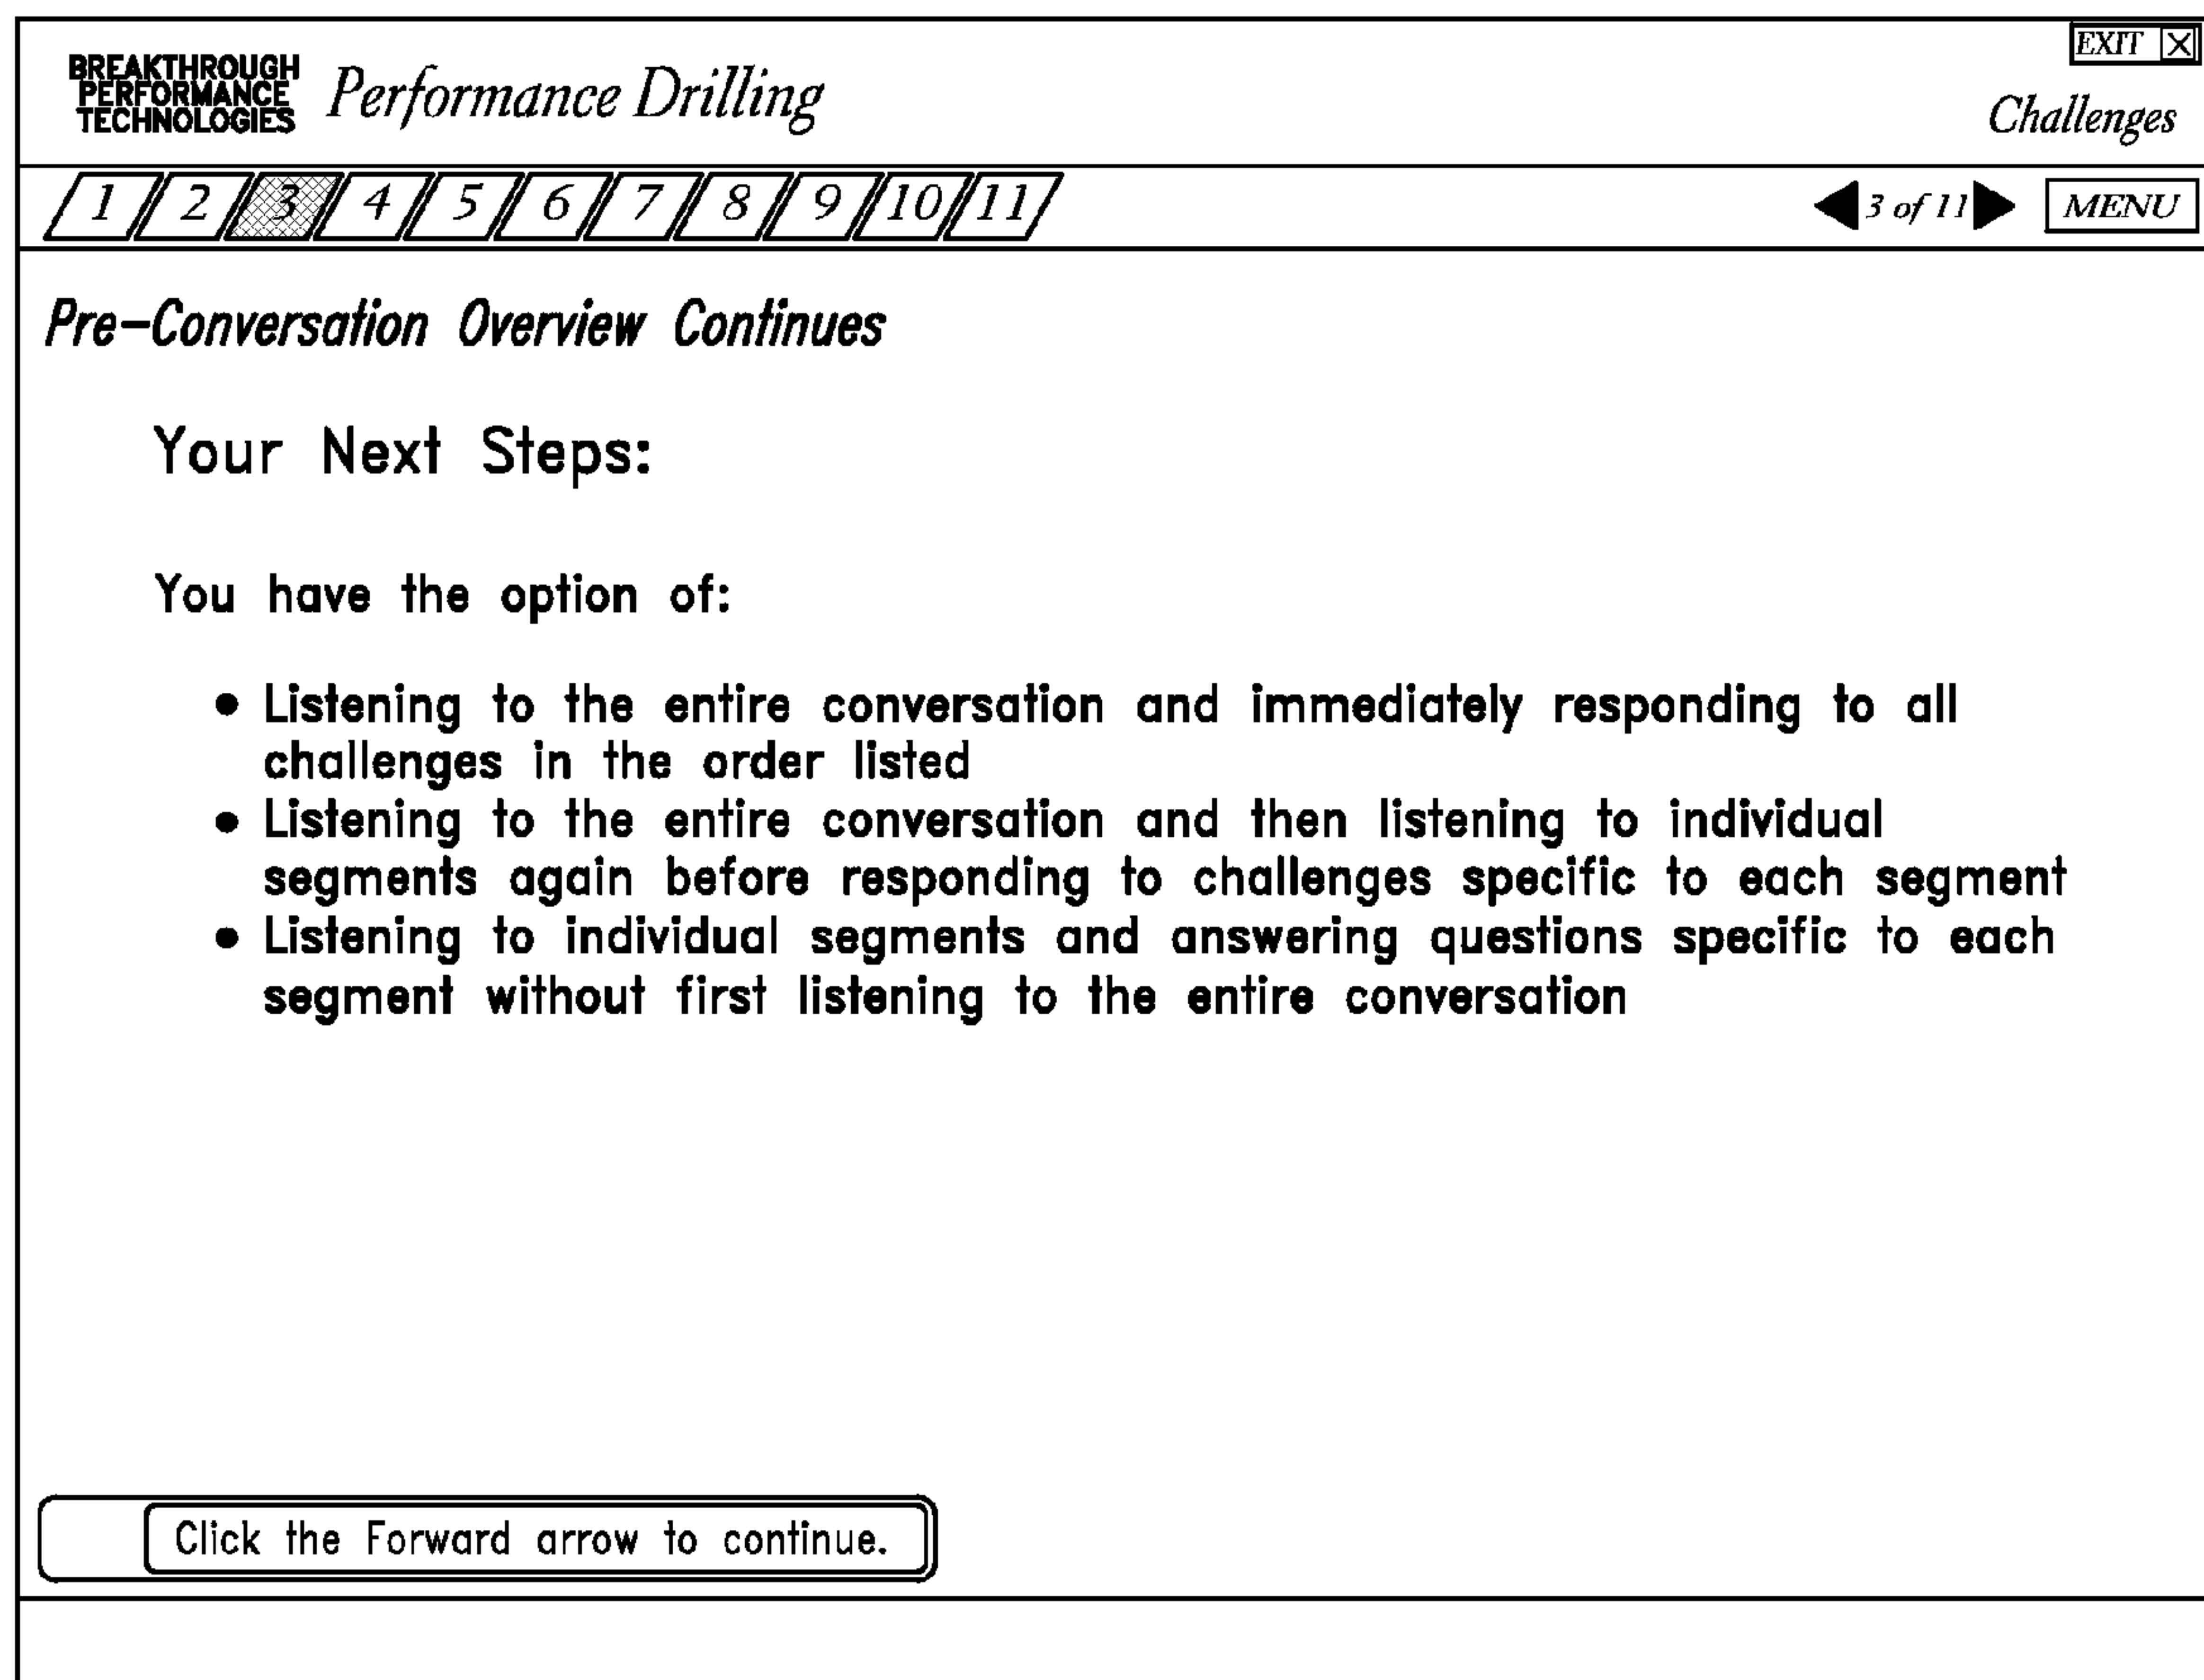 EXIT X
BREAKTHROUGH
PERFORMANCE
TECHNOLOGIES
Performance Drilling
Challenges
1 2 3 4 5 6 7 8 9 10 11
3 of 11
MENU
Pre-Conversation Overview Continues
Your Next Steps:
You have the option of:
• Listening to the entire conversation and immediately responding to all
challenges in the order listed
• Listening to the entire conversation and then listening to individual
segments again before responding to challenges specific to each segment
• Listening to individual segments and answering questions specific to each
segment without first listening to the entire conversation
Click the Forward arrow to continue.